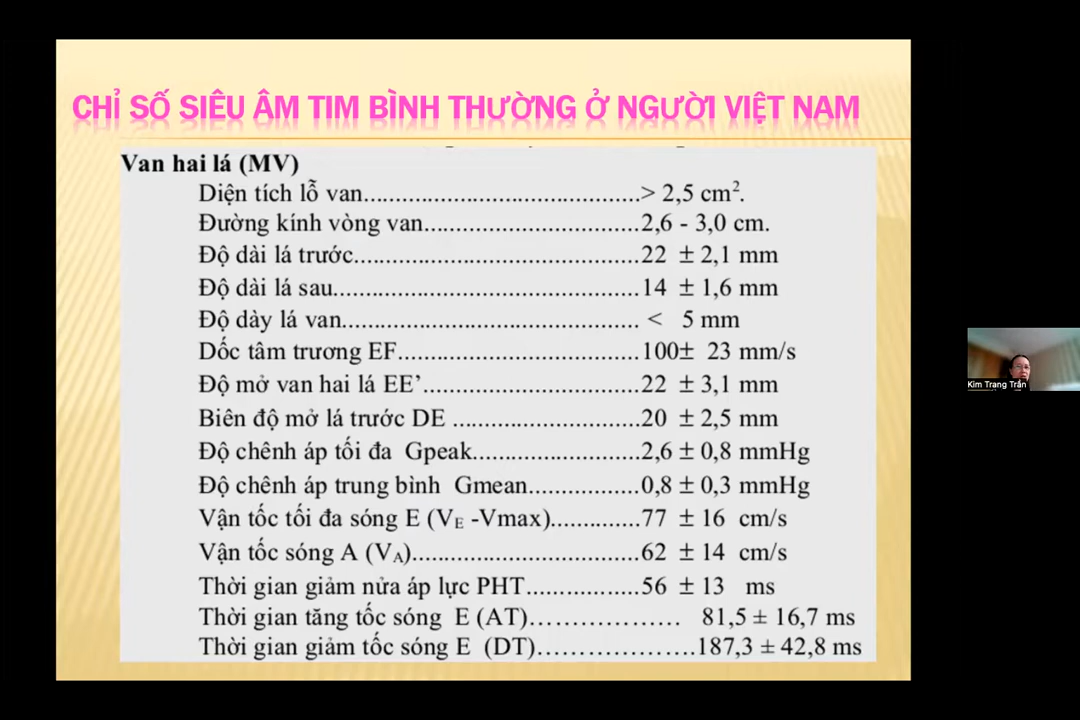 CHỈ SỐ SIÊU ÂM TIM BÌNH THƯỜNG Ở NGƯỜI VIỆT NAM
Van hai lá (MV)
Diện tích lỗ van...........................................> 2,5 cm².
Đường kính vòng van.................................2,6 - 3,0 cm.
Độ dài lá trước............................................22 ± 2,1 mm
Độ dài lá sau...............................................14 ± 1,6 mm
Độ dày lá van.............................................. < 5 mm
Dốc tâm trương EF.....................................100± 23 mm/s
Độ mở van hai lá EE’..................................22 ± 3,1 mm
Biên độ mở lá trước DE .............................20 ± 2,5 mm
Độ chênh áp tối đa Gpeak..........................2,6 ± 0,8 mmHg
Độ chênh áp trung bình Gmean.................0,8 ± 0,3 mmHg
Vận tốc tối đa sóng E (VE -Vmax)..............77 ± 16 cm/s
Vận tốc sóng A (VA)...................................62 ± 14 cm/s
Thời gian giảm nửa áp lực PHT.................56 ± 13 ms
Thời gian tăng tốc sóng E (AT)……………… 81,5 ± 16,7 ms
Thời gian giảm tốc sóng E (DT)……………….187,3 ± 42,8 ms
Kim Trang Trần